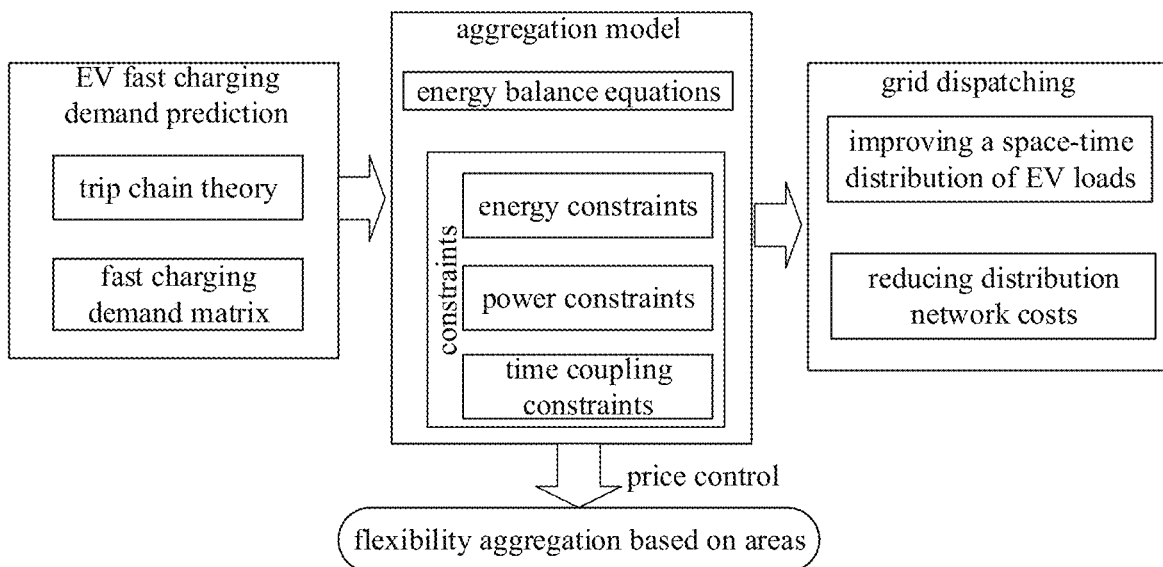 EV fast charging
demand prediction
trip chain theory
fast charging
demand matrix
aggregation model
energy balance equations
constraints
energy constraints
power constraints
time coupling
constraints
grid dispatching
improving a space-time
distribution of EV loads
reducing distribution
network costs
price control
flexibility aggregation based on areas